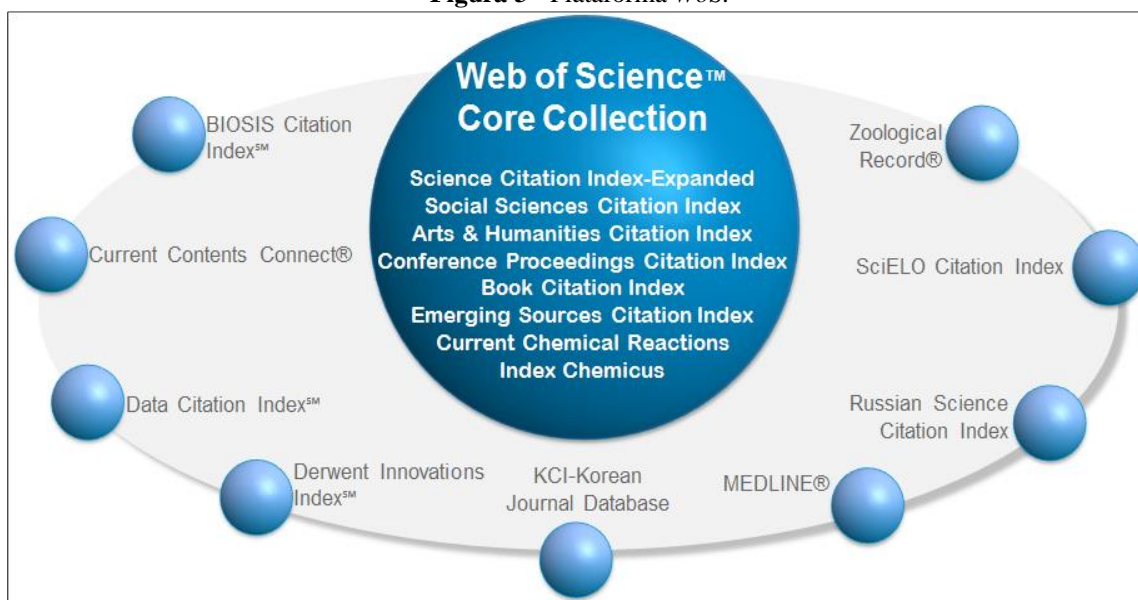 Figura 3 - Plataforma WoS.
Web of Science™
Core Collection
Science Citation Index-Expanded
Social Sciences Citation Index
Arts & Humanities Citation Index
Conference Proceedings Citation Index
Book Citation Index
Emerging Sources Citation Index
Current Chemical Reactions
Index Chemicus
BIOSIS Citation
Index℠
Current Contents Connect®
Data Citation Index℠
Derwent Innovations
Index℠
KCI-Korean
Journal Database
MEDLINE®
Russian Science
Citation Index
SciELO Citation Index
Zoological
Record®